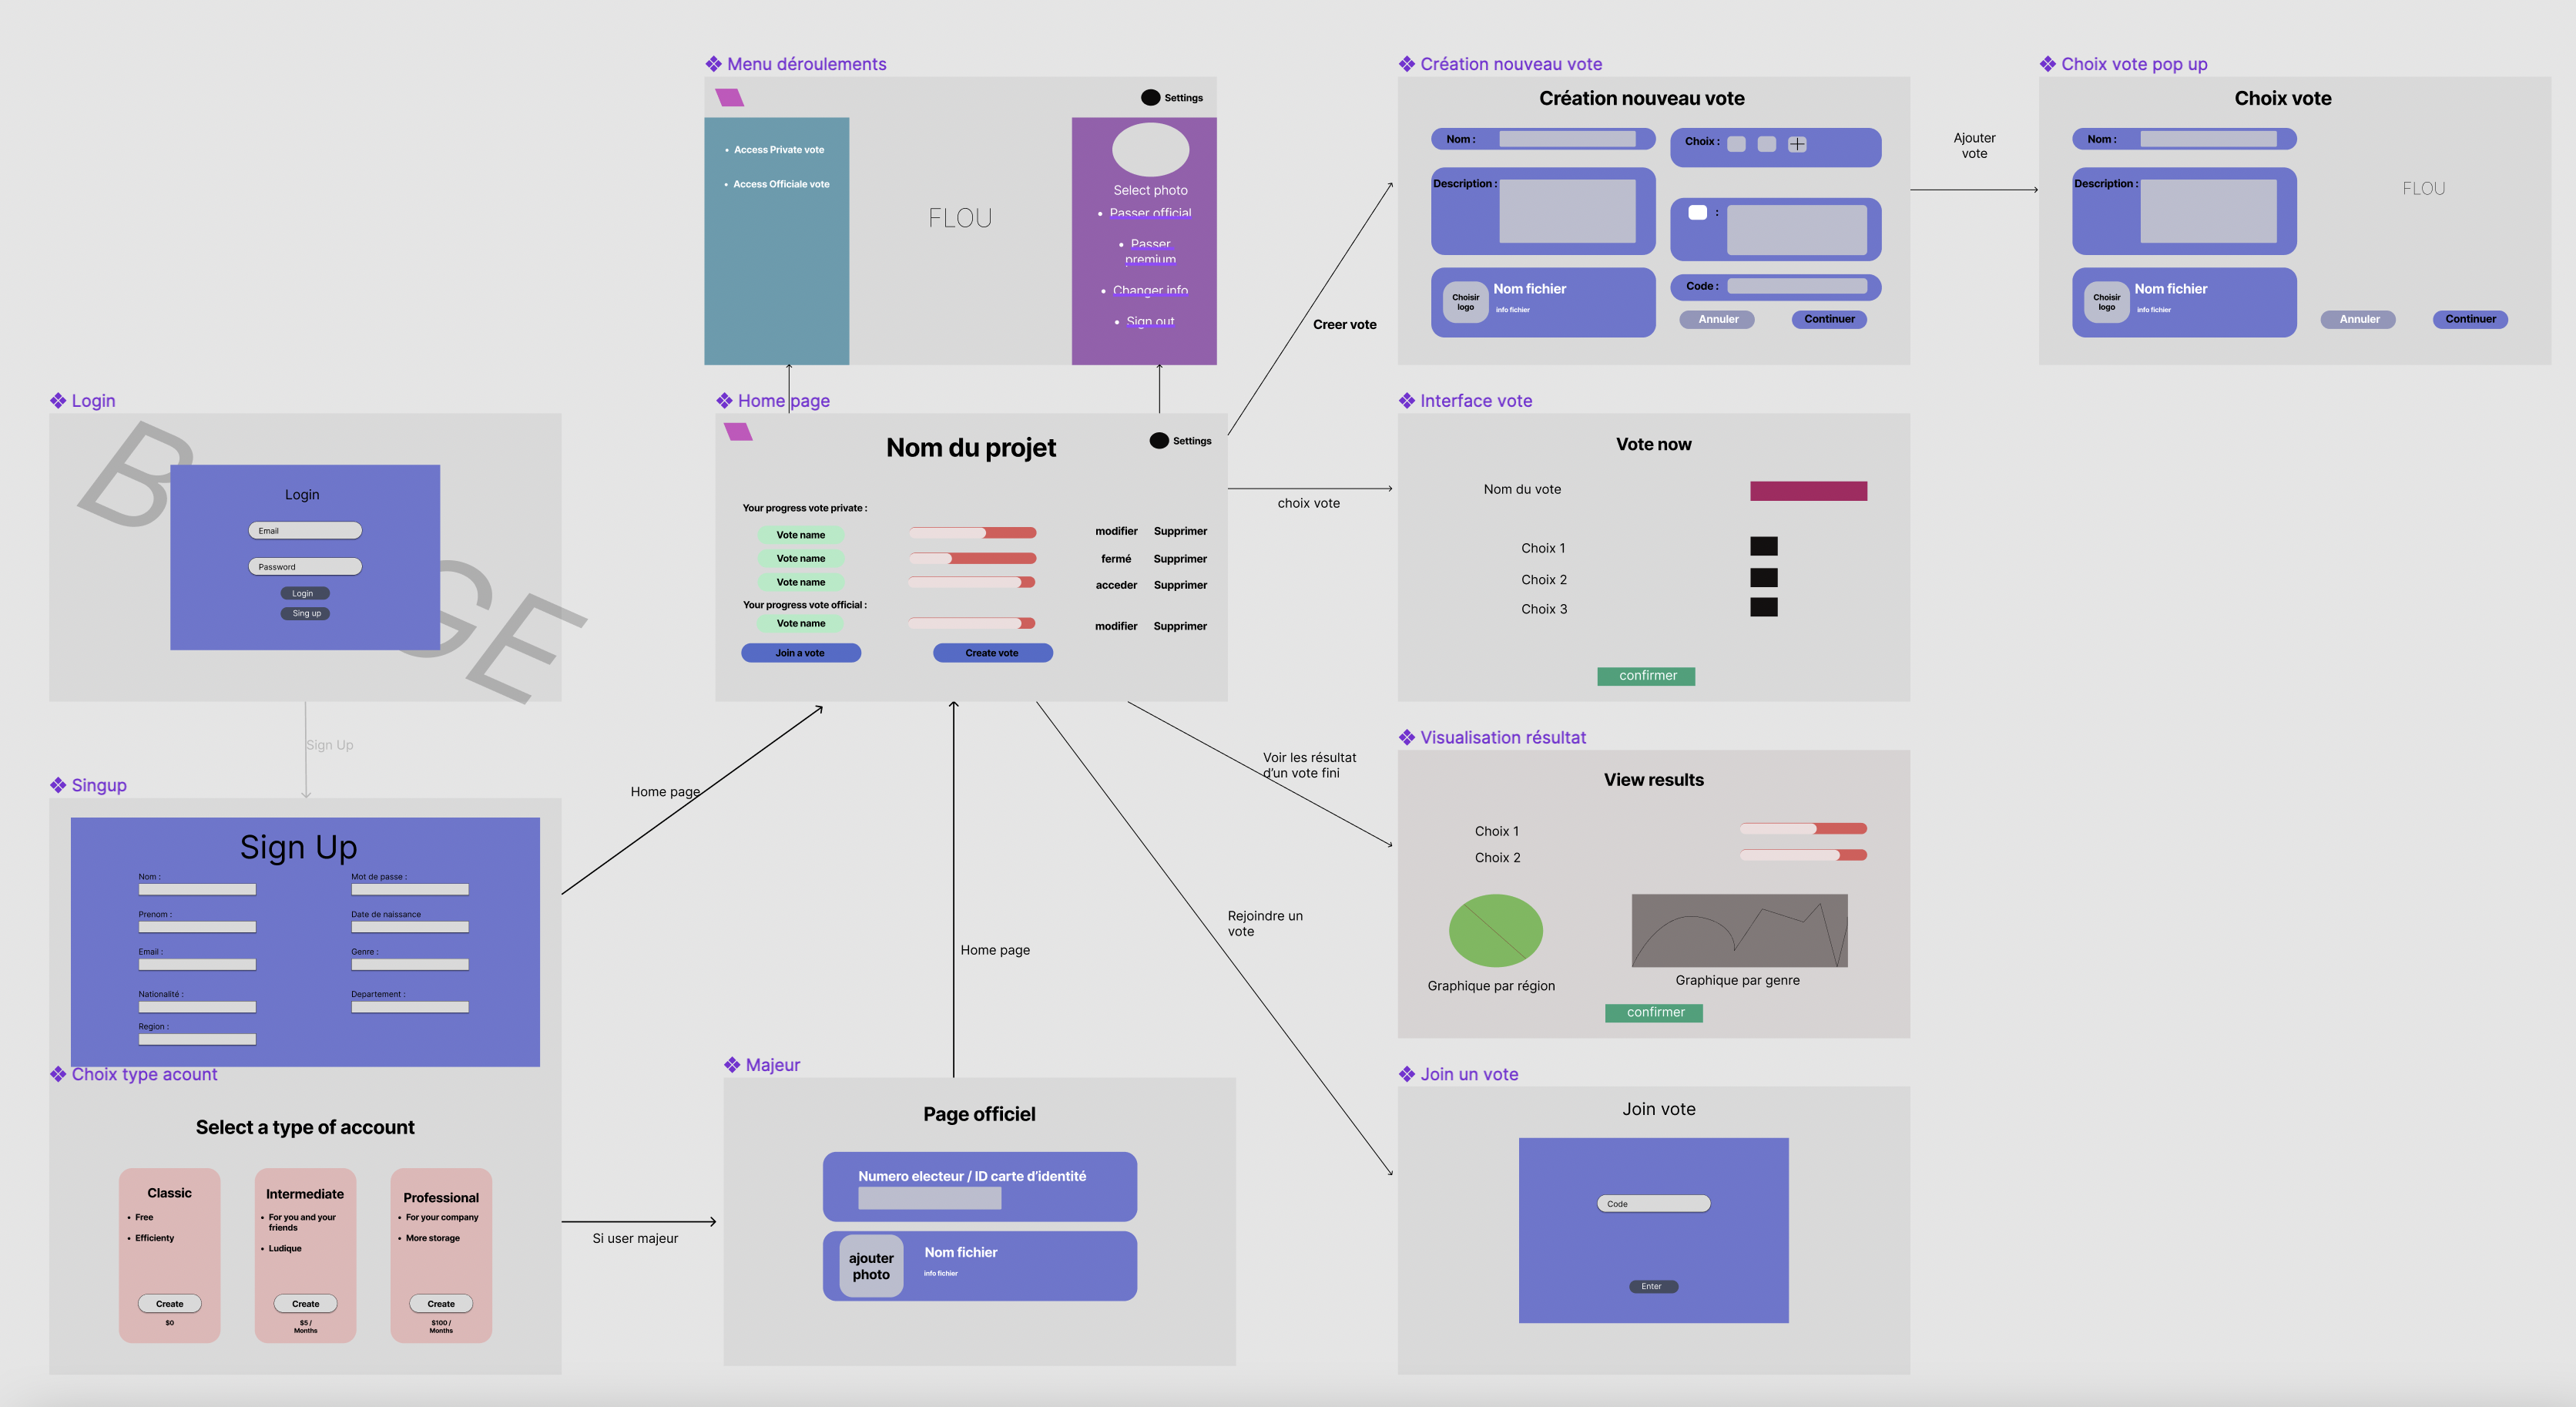 Menu déroulements
Settings
Access Private vote
Access Officiale vote
FLOU
Select photo
Passer official
Passer
premium
Changer info
Sign out
Création nouveau vote
Création nouveau vote
Nom :
Description :
Choisir
logo
Nom fichier
info fichier
Choix :
:
Code :
Annuler
Continuer
Ajouter
vote
Choix vote pop up
Choix vote
Nom :
Description :
FLOU
Choisir
logo
Nom fichier
info fichier
Annuler
Continuer
Creer vote
Login
Login
Email
Password
Login
Sing up
Sign Up
Home page
Nom du projet
Settings
Your progress vote private :
Vote name
modifier Supprimer
Vote name
fermé Supprimer
Vote name
acceder Supprimer
Your progress vote official :
Vote name
modifier Supprimer
Join a vote
Create vote
choix vote
Interface vote
Vote now
Nom du vote
Choix 1
Choix 2
Choix 3
confirmer
Singup
Sign Up
Nom :
Mot de passe :
Prenom :
Date de naissance
Email :
Genre :
Nationalité :
Departement :
Region :
Home page
Home page
Voir les résultat
d'un vote fini
Rejoindre un
vote
Visualisation résultat
View results
Choix 1
Choix 2
Graphique par région
Graphique par genre
confirmer
Choix type acount
Select a type of account
Classic
Free
Efficienty
Create
$0
Intermediate
For you and your
friends
Ludique
Create
$5 /
Months
Professional
For your company
More storage
Create
$100 /
Months
Si user majeur
Majeur
Page officiel
Numero electeur / ID carte d'identité
ajouter
photo
Nom fichier
info fichier
Join un vote
Join vote
Code
Enter